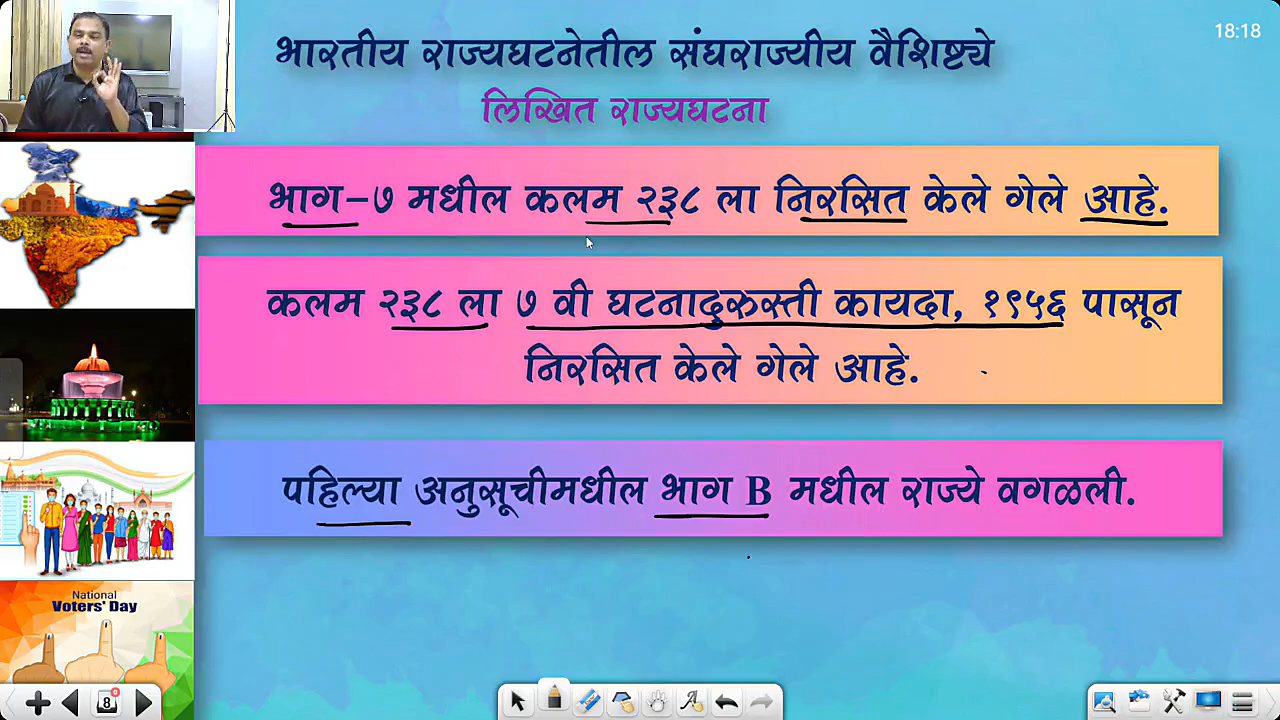 18:18
भारतीय राज्यघटनेतील संघराज्यीय वैशिष्ट्ये
लिखित राज्यघटना
भाग-७ मधील कलम २३८ ला निरसित केले गेले आहे.
कलम २३८ ला ७ वी घटनादुरुस्ती कायदा, १९५६ पासून
निरसित केले गेले आहे.
पहिल्या अनुसूचीमधील भाग B मधील राज्ये वगळली.
National
Voters' Day
8
0